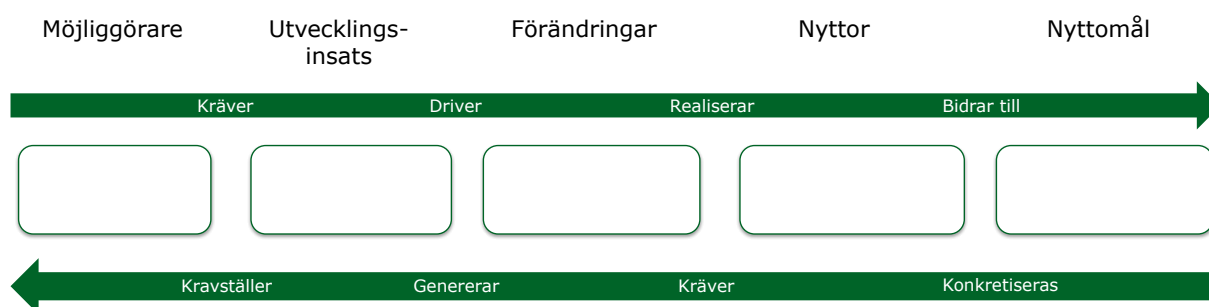 Möjliggörare
Utvecklings-
insats
Förändringar
Nyttor
Nyttomål
Kräver
Driver
Realiserar
Bidrar till
Kravställer
Genererar
Kräver
Konkretiseras